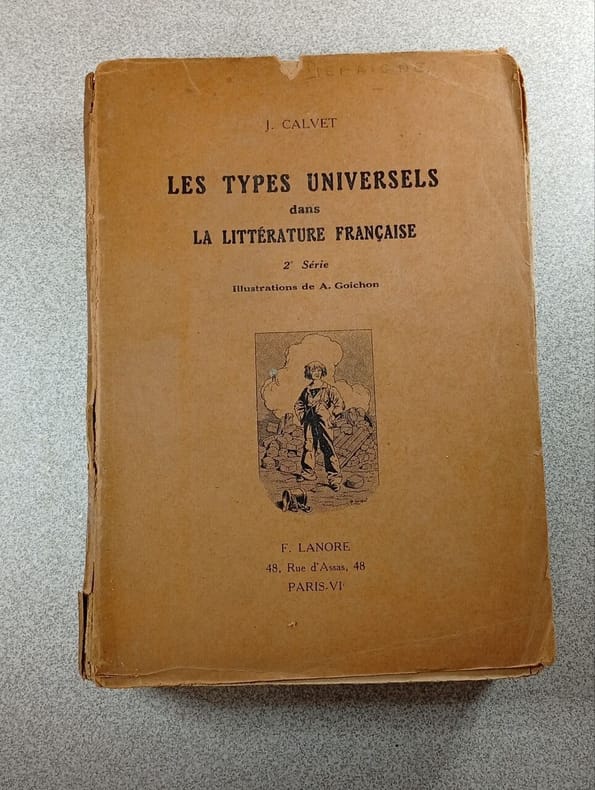 J. CALVET
LES TYPES UNIVERSELS
dans
LA LITTÉRATURE FRANÇAISE
2e Série
Illustrations de A. Goichon
F. LANORE
48, Rue d'Assas, 48
PARIS-VIe